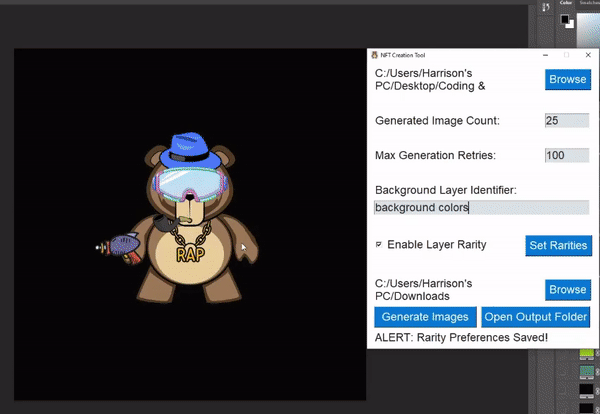 Color
Swatches
NFT Creation Tool
C:/Users/Harrison's
PC/Desktop/Coding &
Browse
Generated Image Count:
25
Max Generation Retries:
100
Background Layer Identifier:
background colors
Enable Layer Rarity
Set Rarities
C:/Users/Harrison's
PC/Downloads
Browse
Generate Images
Open Output Folder
ALERT: Rarity Preferences Saved!
RAP